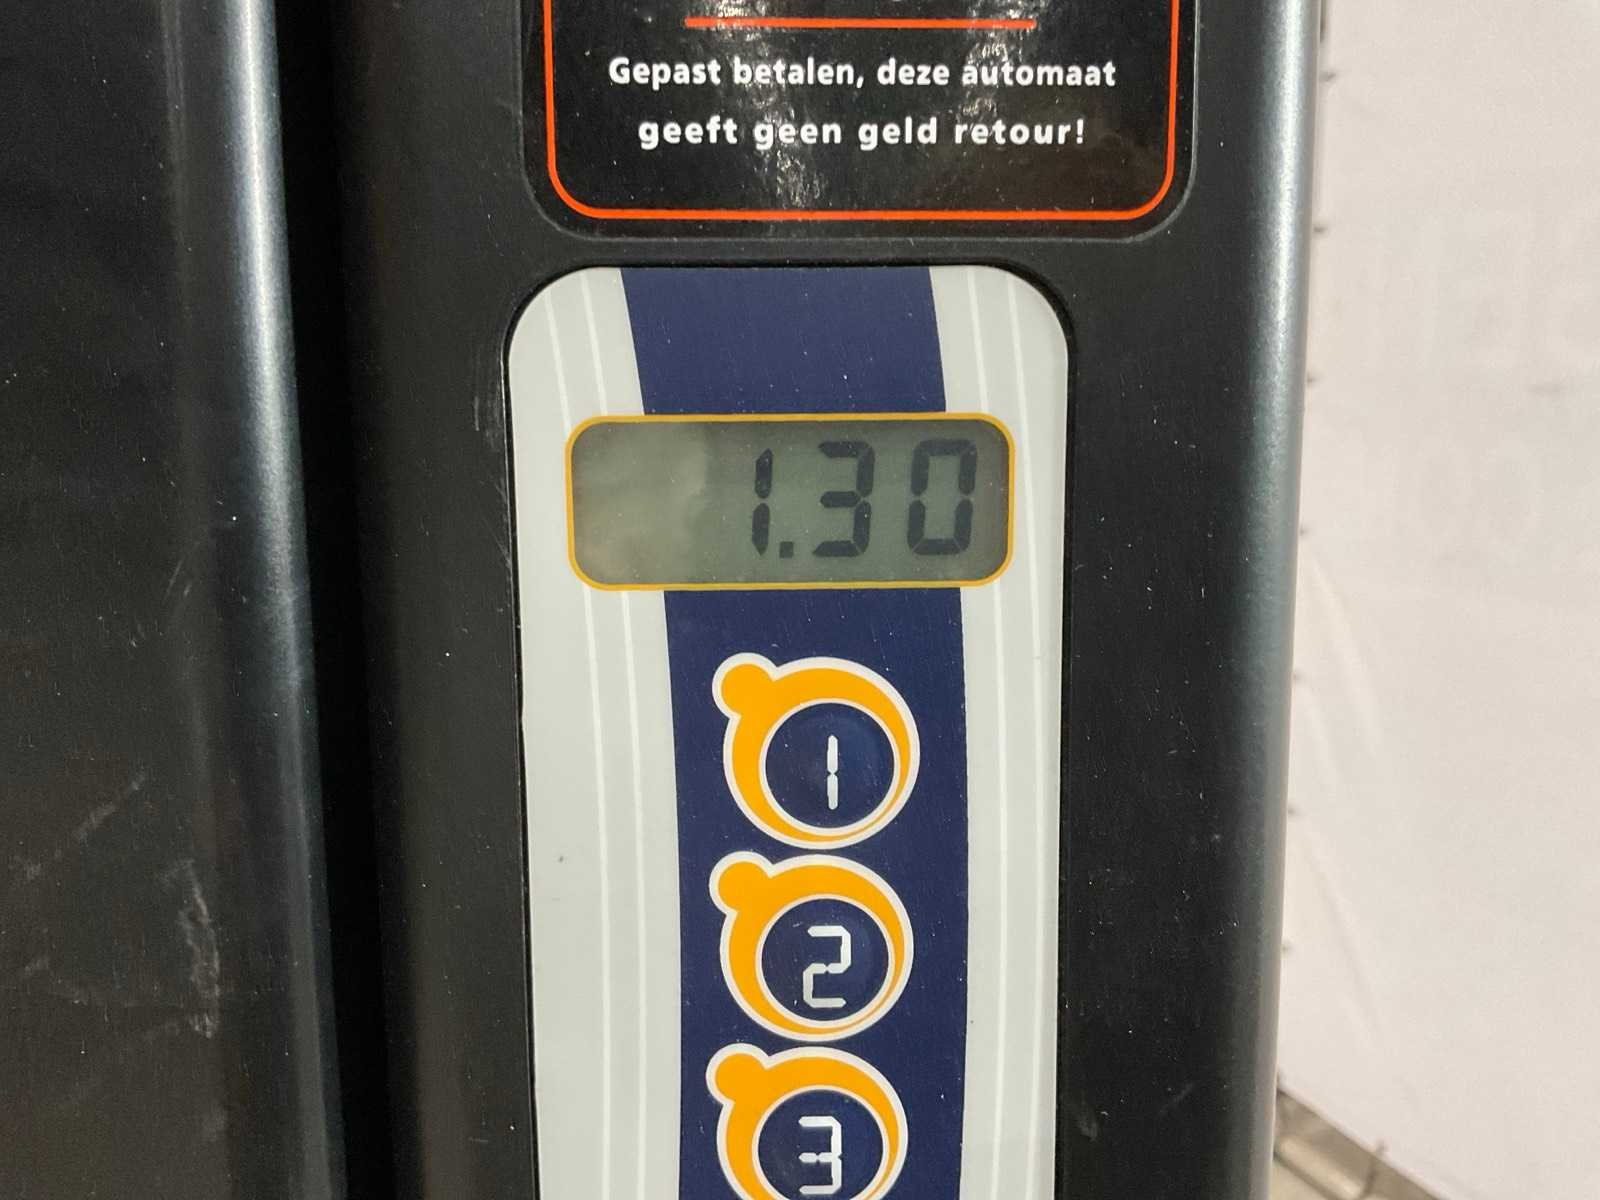 Gepast betalen, deze automaat
geeft geen geld retour!
1.30
1
2
3